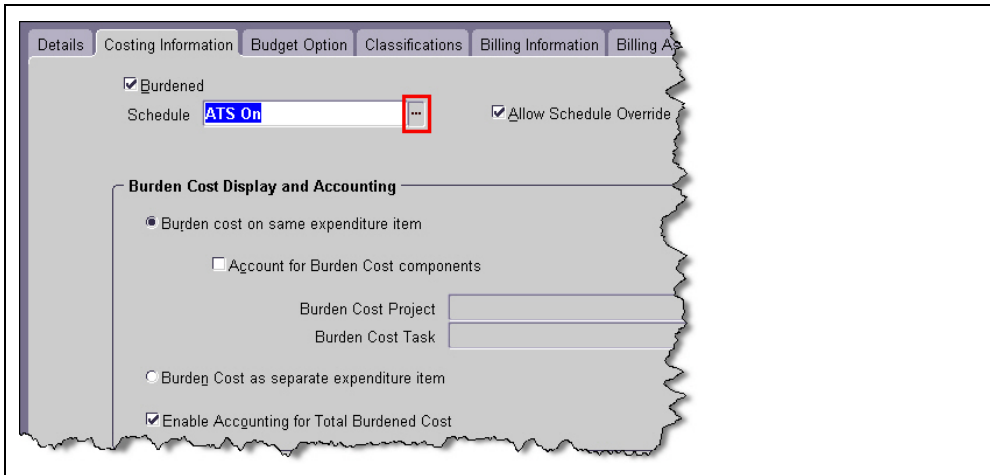 Details Costing Information Budget Option Classifications Billing Information Billing
Burdened
Schedule ATS On ... Allow Schedule Override
Burden Cost Display and Accounting
Burden cost on same expenditure item
Account for Burden Cost components
Burden Cost Project
Burden Cost Task
Burden Cost as separate expenditure item
Enable Accounting for Total Burdened Cost